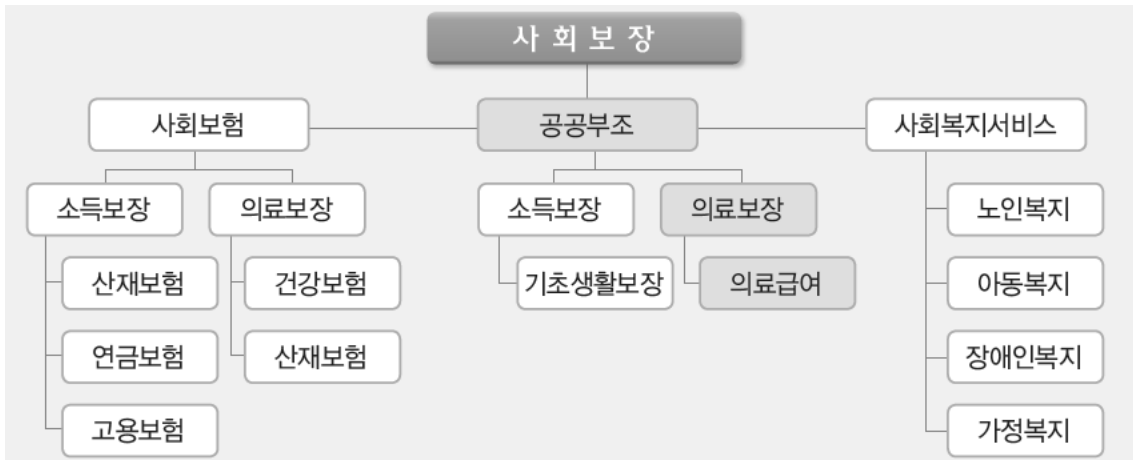 사 회 보 장
사회보험
공공부조
사회복지서비스
소득보장
의료보장
소득보장
의료보장
노인복지
산재보험
건강보험
기초생활보장
의료급여
아동복지
연금보험
산재보험
장애인복지
고용보험
가정복지